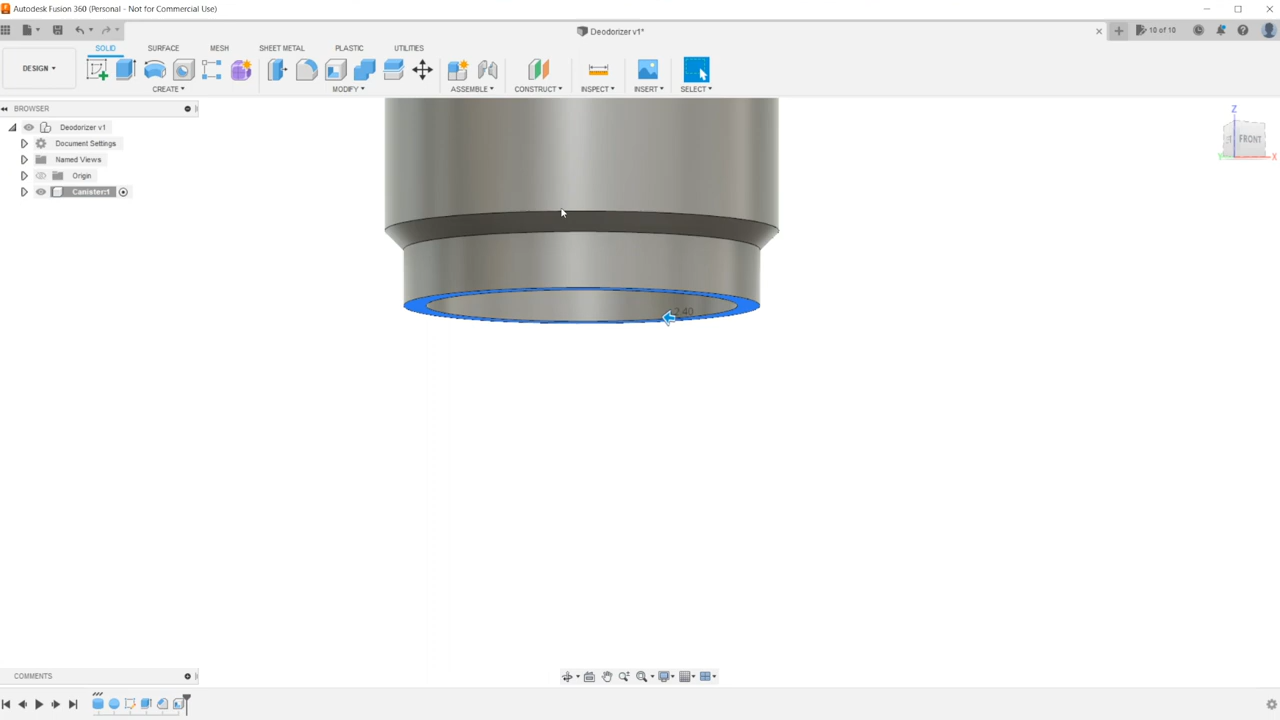 Autodesk Fusion 360 (Personal - Not for Commercial Use)
Deodorizer v1*
10 of 10
SOLID SURFACE MESH SHEET METAL PLASTIC UTILITIES
DESIGN
CREATE MODIFY ASSEMBLE CONSTRUCT INSPECT INSERT SELECT
BROWSER
Deodorizer v1
Document Settings
Named Views
Origin
Canister:1
Z
FRONT
X
Y
2.40
COMMENTS